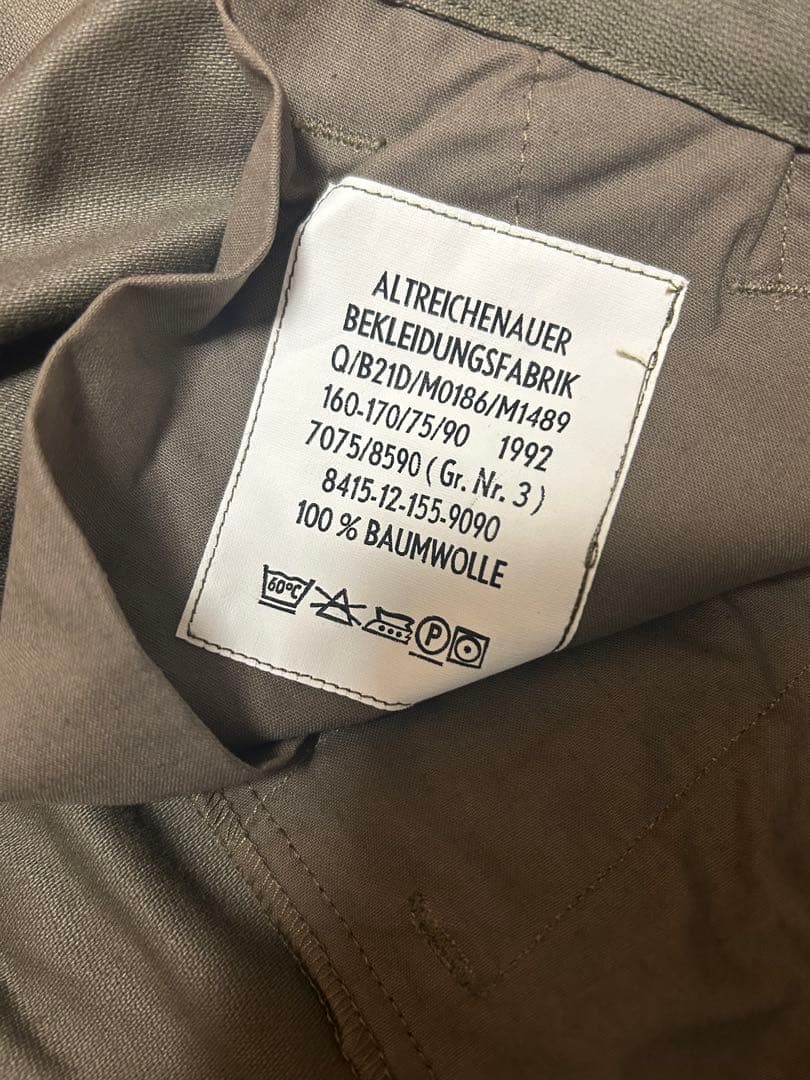 ALTREICHENAUER
BEKLEIDUNGSFABRIK
Q/B21D/M0186/M1489
160-170/75/90 1992
7075/8590 (Gr. Nr. 3)
8415-12-155-9090
100 % BAUMWOLLE
60°C P